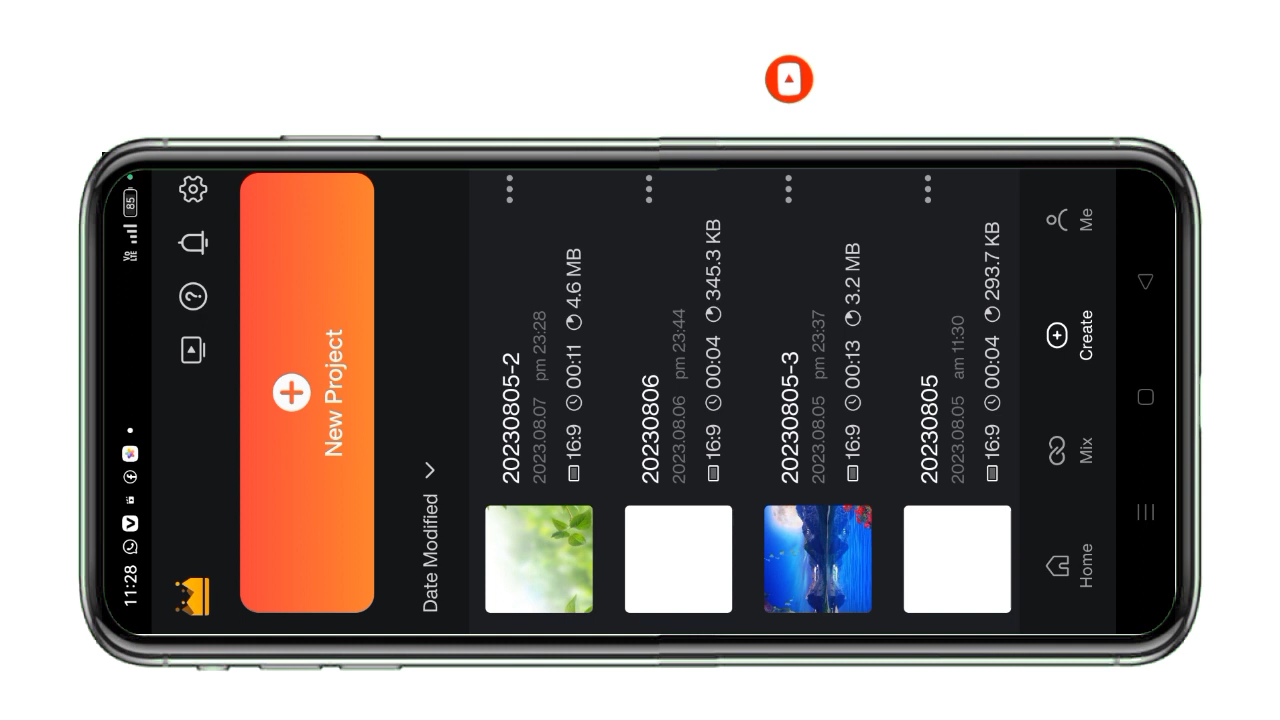 11:28
Vo
LTE
85
New Project
Date Modified
20230805-2
2023.08.07 pm 23:28
16:9 00:11 4.6 MB
20230806
2023.08.06 pm 23:44
16:9 00:04 345.3 KB
20230805-3
2023.08.05 pm 23:37
16:9 00:13 3.2 MB
20230805
2023.08.05 am 11:30
16:9 00:04 293.7 KB
Home
Mix
Create
Me